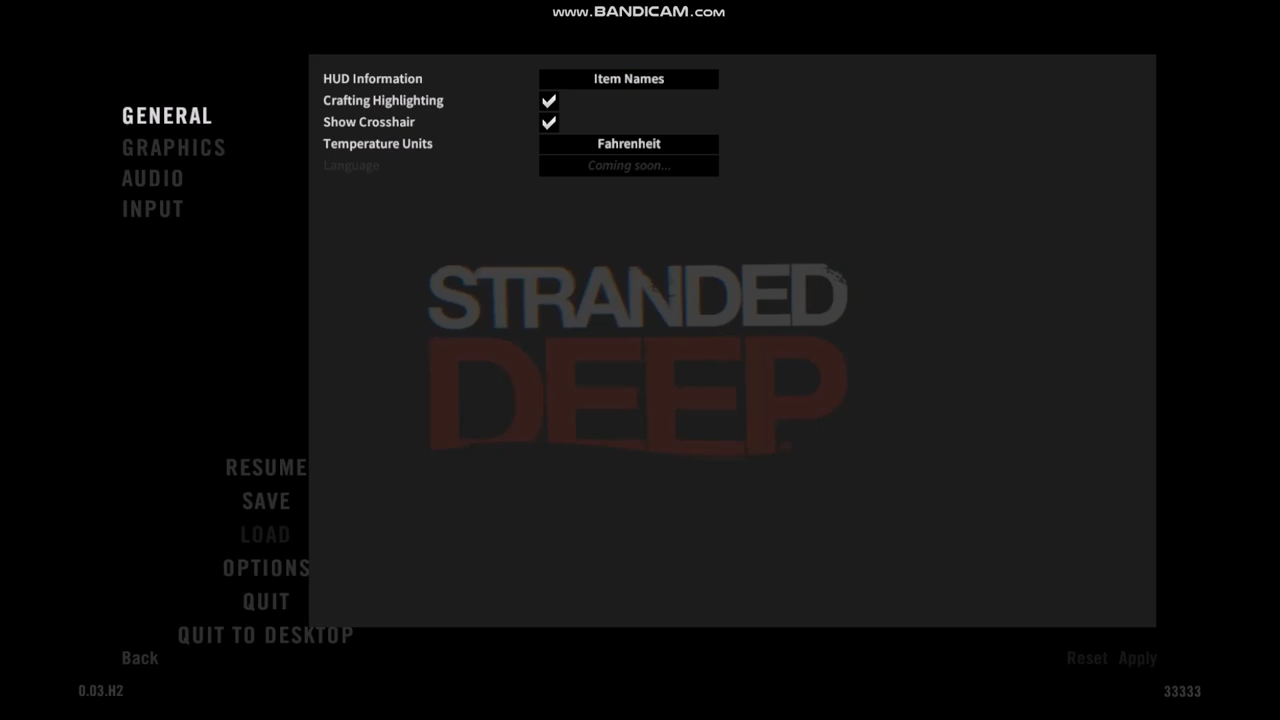 www.BANDICAM.com
HUD Information
Item Names
Crafting Highlighting
Show Crosshair
Temperature Units
Fahrenheit
Language
Coming soon...
GENERAL
GRAPHICS
AUDIO
INPUT
STRANDED
DEEP
RESUME
SAVE
LOAD
OPTIONS
QUIT
QUIT TO DESKTOP
Back
Reset
Apply
0.03.H2
33333